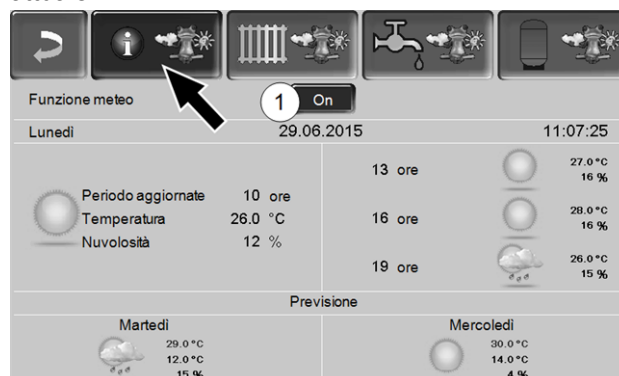 Funzione meteo 1 On
Lunedì 29.06.2015 11:07:25
Periodo aggiornate 10 ore
Temperatura 26.0 °C
Nuvolosità 12 %
13 ore 27.0 °C
16 %
16 ore 28.0 °C
16 %
19 ore 26.0 °C
15 %
Previsione
Martedì
29.0 °C
12.0 °C
15 %
Mercoledì
30.0 °C
14.0 °C
4 %